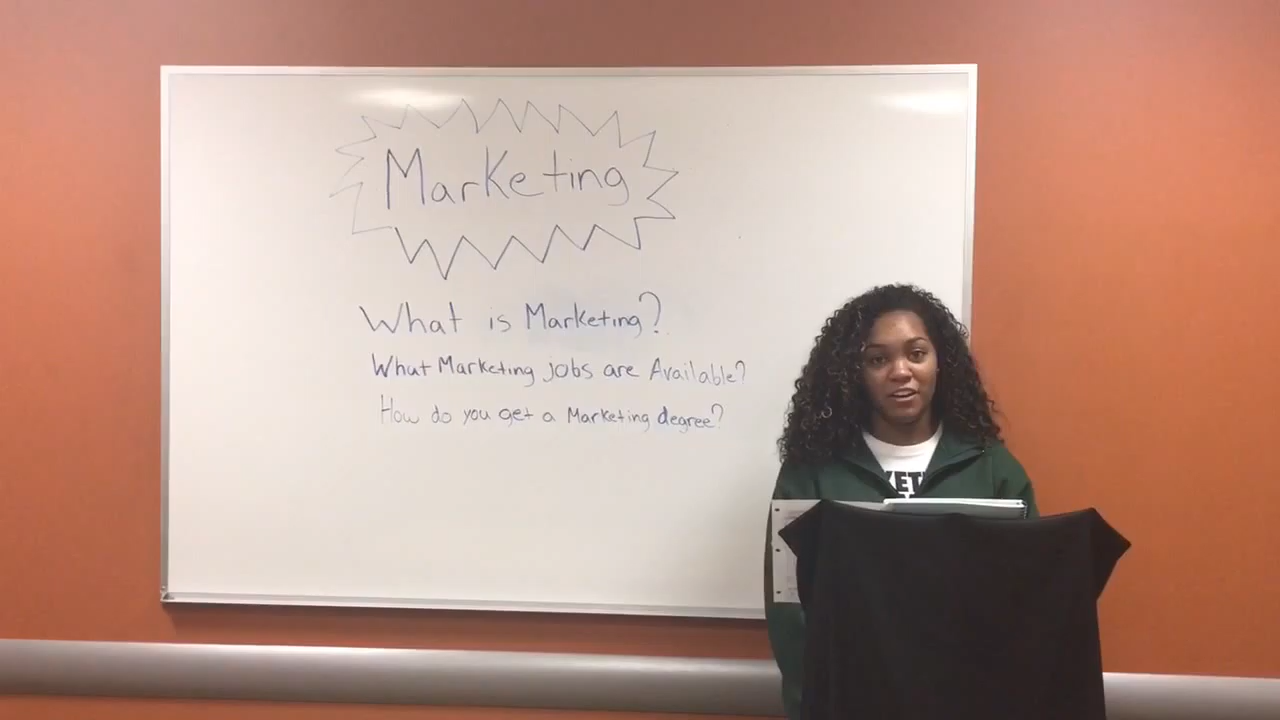 Marketing
What is Marketing?
What Marketing jobs are Available?
How do you get a Marketing degree?